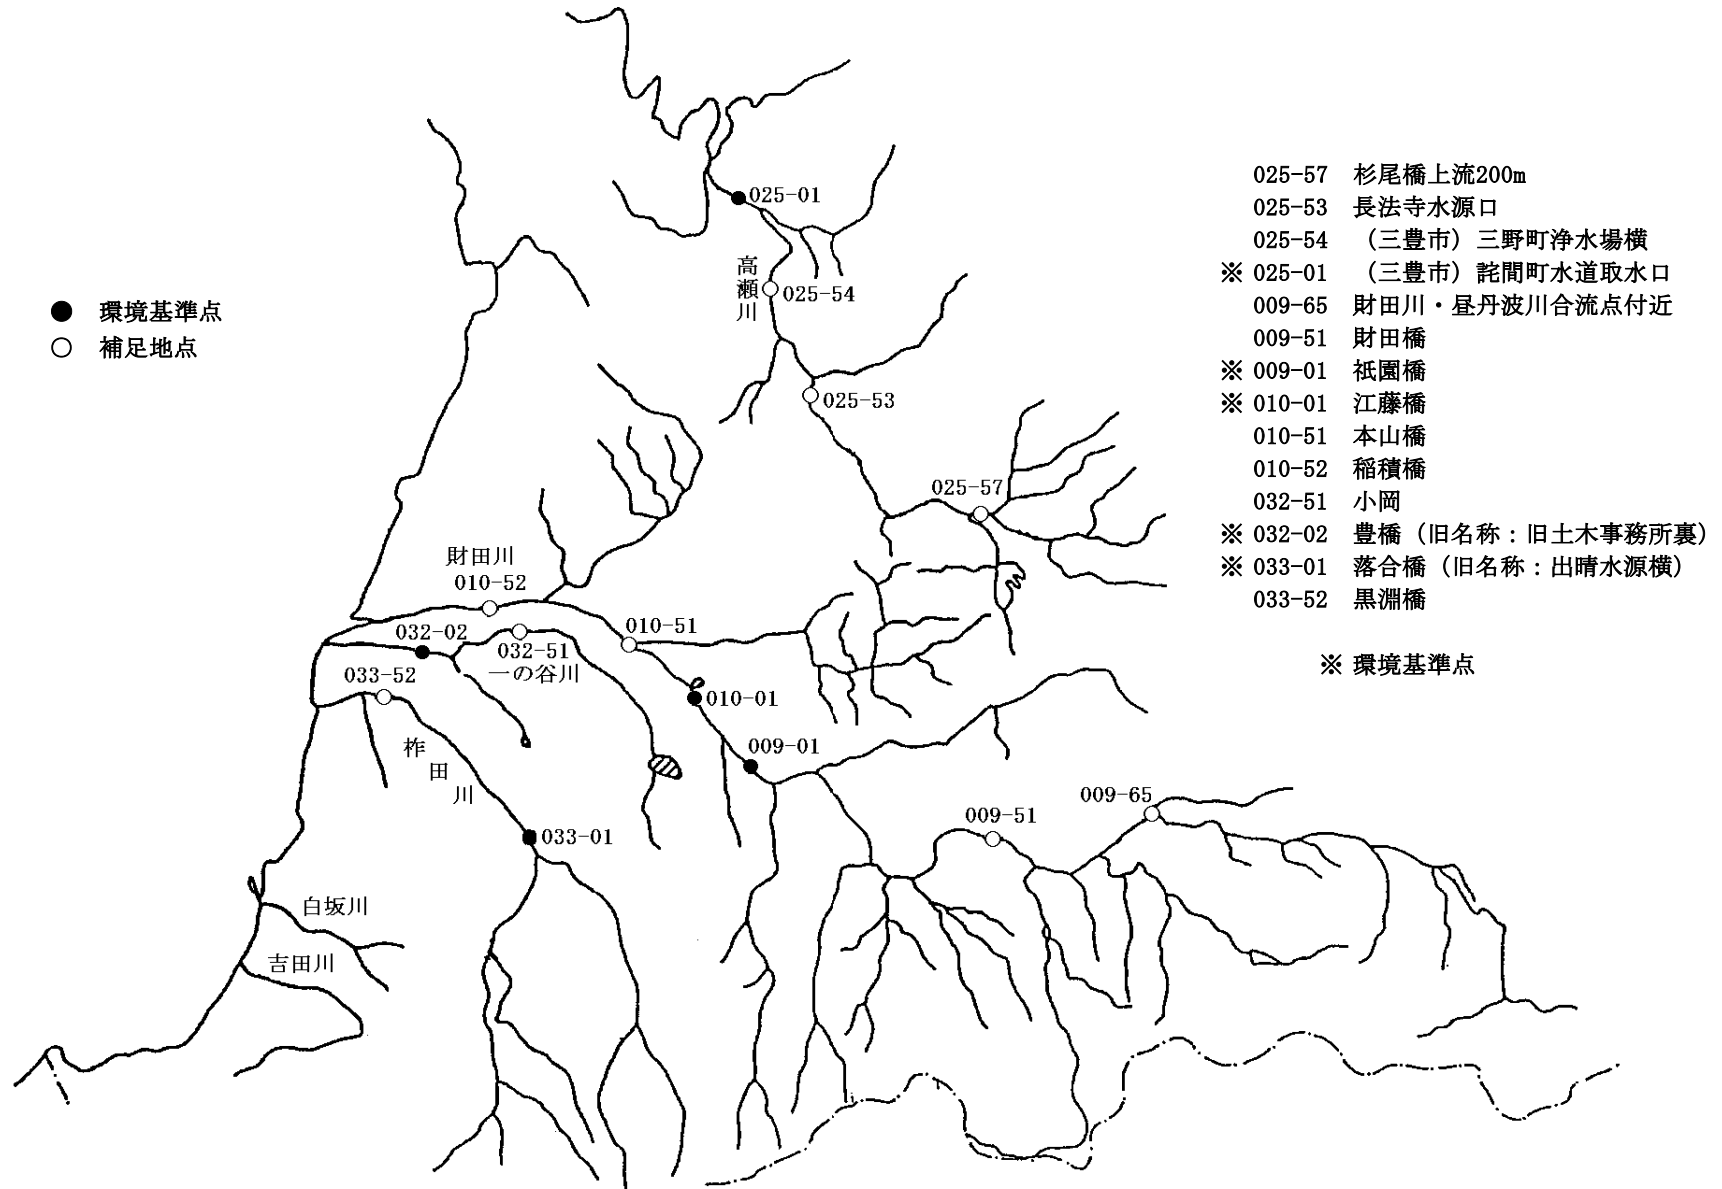 025-01
高瀬川
025-54
025-53
025-57
● 環境基準点
○ 補足地点
財田川
010-52
032-02
032-51
一の谷川
010-51
033-52
010-01
009-01
柞田川
033-01
009-51
009-65
白坂川
吉田川
025-57 杉尾橋上流200m
025-53 長法寺水源口
025-54 （三豊市）三野町浄水場横
※ 025-01 （三豊市）詫間町水道取水口
009-65 財田川・昼丹波川合流点付近
009-51 財田橋
※ 009-01 祇園橋
※ 010-01 江藤橋
010-51 本山橋
010-52 稲積橋
032-51 小岡
※ 032-02 豊橋（旧名称：旧土木事務所裏）
※ 033-01 落合橋（旧名称：出晴水源横）
033-52 黒淵橋
※ 環境基準点